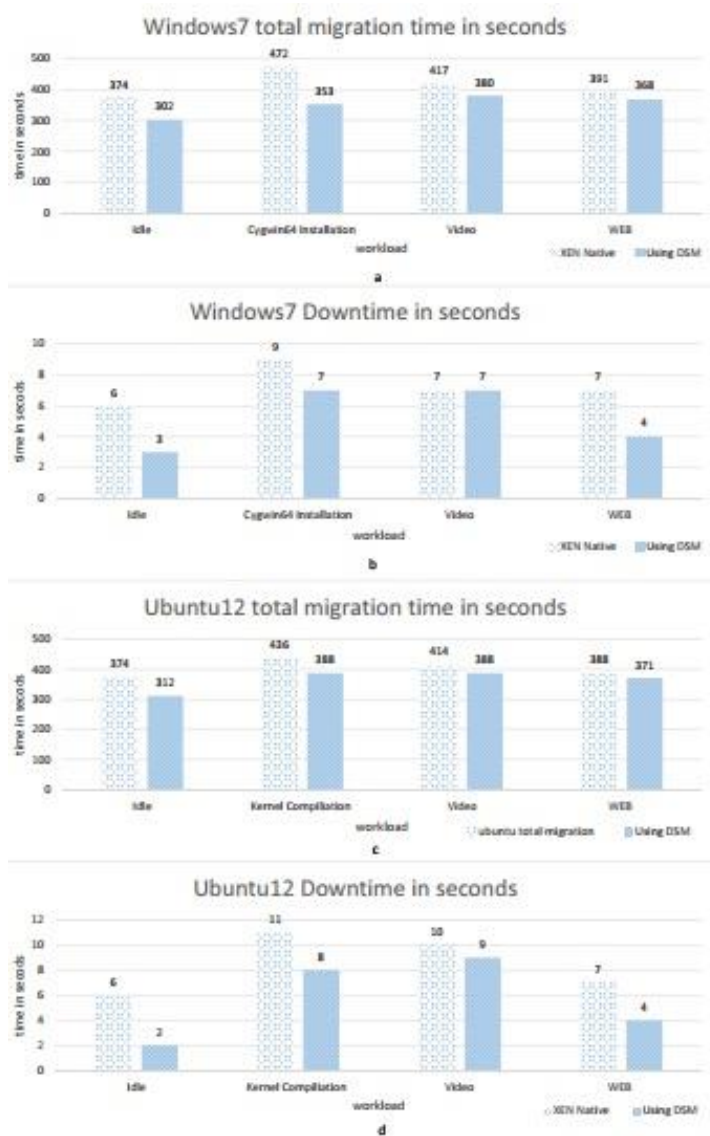 Windows7 total migration time in seconds
472
500
417
374
391
400
380
368
353
302
300
200
100
0
time in seconds
Idle
Cygwin64 Installation
Video
WEB
workload
XEN Native
Using DSM
a
Windows7 Downtime in seconds
10
9
8
7
7
7
7
6
6
4
4
3
2
0
time in secods
Idle
Cygwin64 Installation
Video
WEB
workload
XEN Native
Using DSM
b
Ubuntu12 total migration time in seconds
500
436
414
374
388
388
388
371
400
312
300
200
100
0
time in secods
Idle
Kernel Compiliation
Video
WEB
workload
ubuntu total migration
Using DSM
c
Ubuntu12 Downtime in seconds
12
11
10
10
9
8
8
7
6
6
4
4
2
2
0
time in secods
Idle
Kernel Compiliation
Video
WEB
workload
XEN Native
Using DSM
d